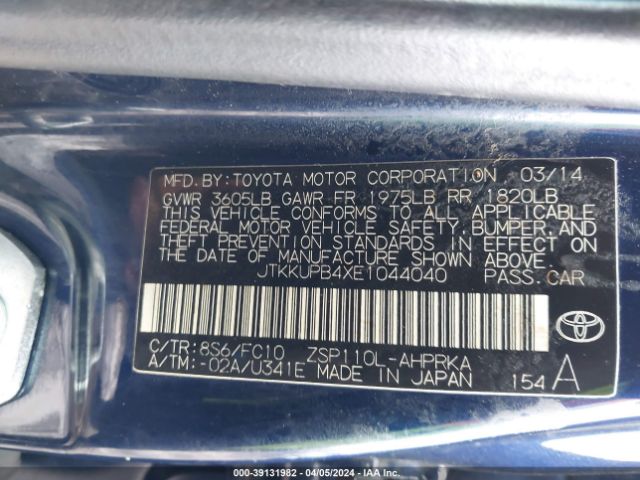 MFD.BY:TOYOTA MOTOR CORPORATION 03/14
GVWR 3605LB GAWR FR 1975LB RR 1820LB
THIS VEHICLE CONFORMS TO ALL APPLICABLE
FEDERAL MOTOR VEHICLE SAFETY,BUMPER,AND
THEFT PREVENTION STANDARDS IN EFFECT ON
THE DATE OF MANUFACTURE SHOWN ABOVE.
JTKKUPB4XE1044040 PASS.CAR
C/TR:8S6/FC10 ZSP110L-AHPRKA
A/TM:-02A/U341E MADE IN JAPAN 154 A
000-39131982 - 04/05/2024 - IAA Inc.